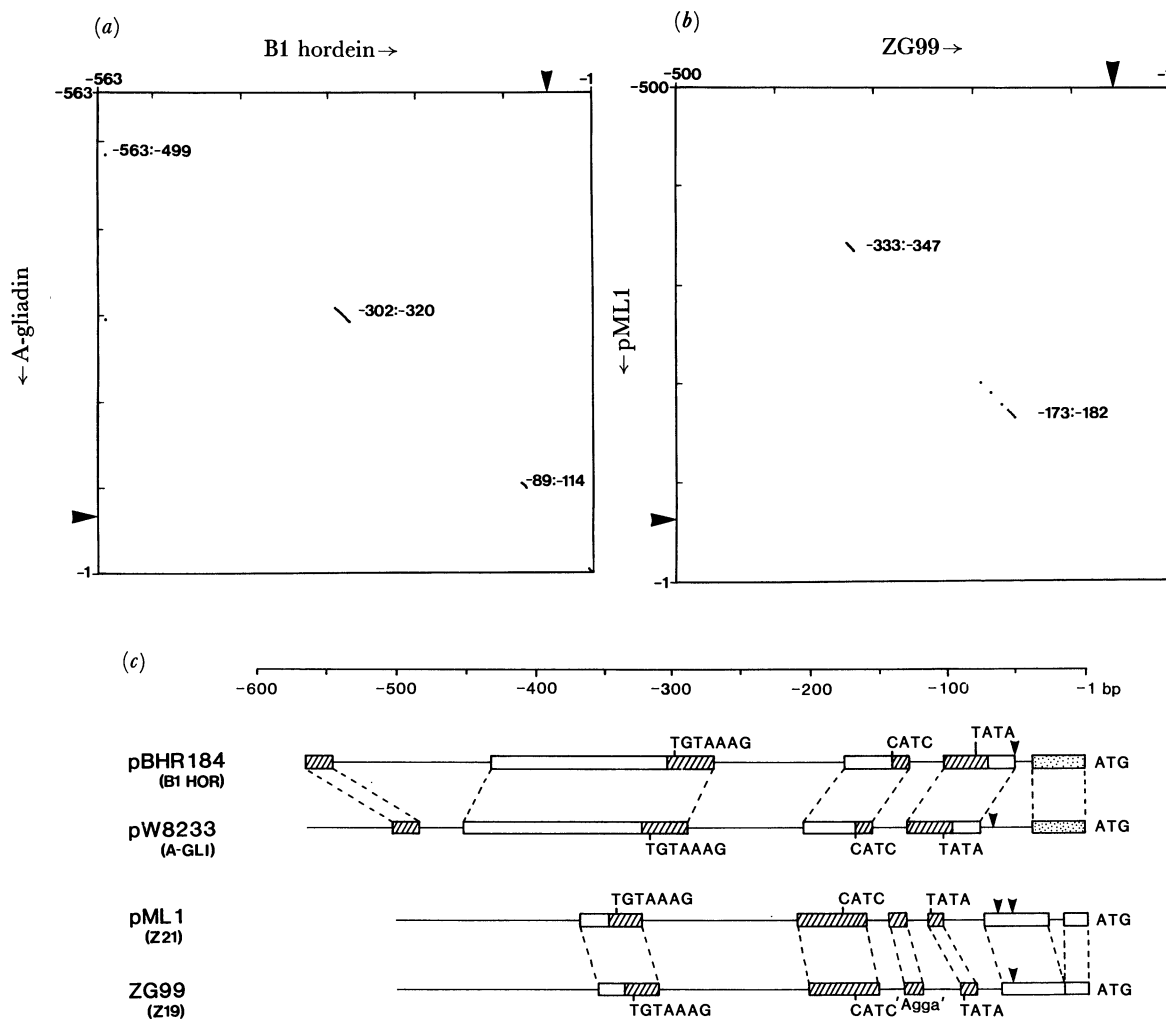 (a)
B1 hordein→
-563
-1
-563
-563:-499
-302:-320
-89:-114
←A-gliadin
-1
(b)
ZG99→
-500
-500
-333:-347
←pML1
-173:-182
-1
(c)
-600 -500 -400 -300 -200 -100 -1 bp
TGTAAAG CATC TATA
pBHR184 ATG
(B1 HOR)
pW8233 ATG
(A-GLI)
TGTAAAG CATC TATA
TGTAAAG CATC TATA
pML1 ATG
(Z21)
ZG99 ATG
(Z19)
TGTAAAG CATC 'Agga' TATA